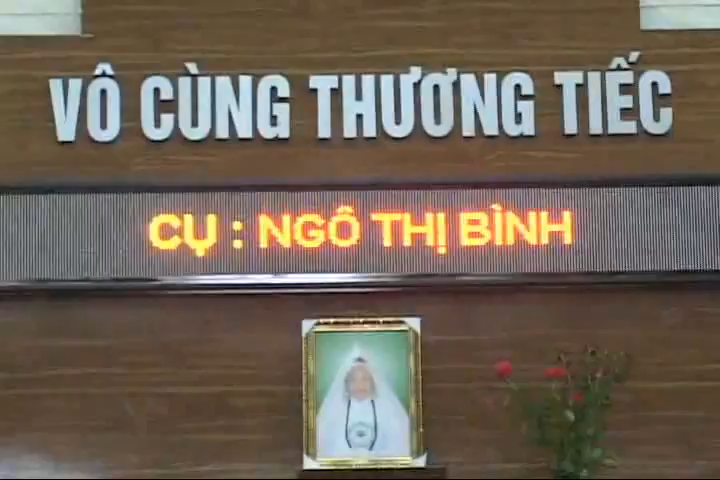 VÔ CÙNG THƯƠNG TIẾC
CỤ : NGÔ THỊ BÌNH